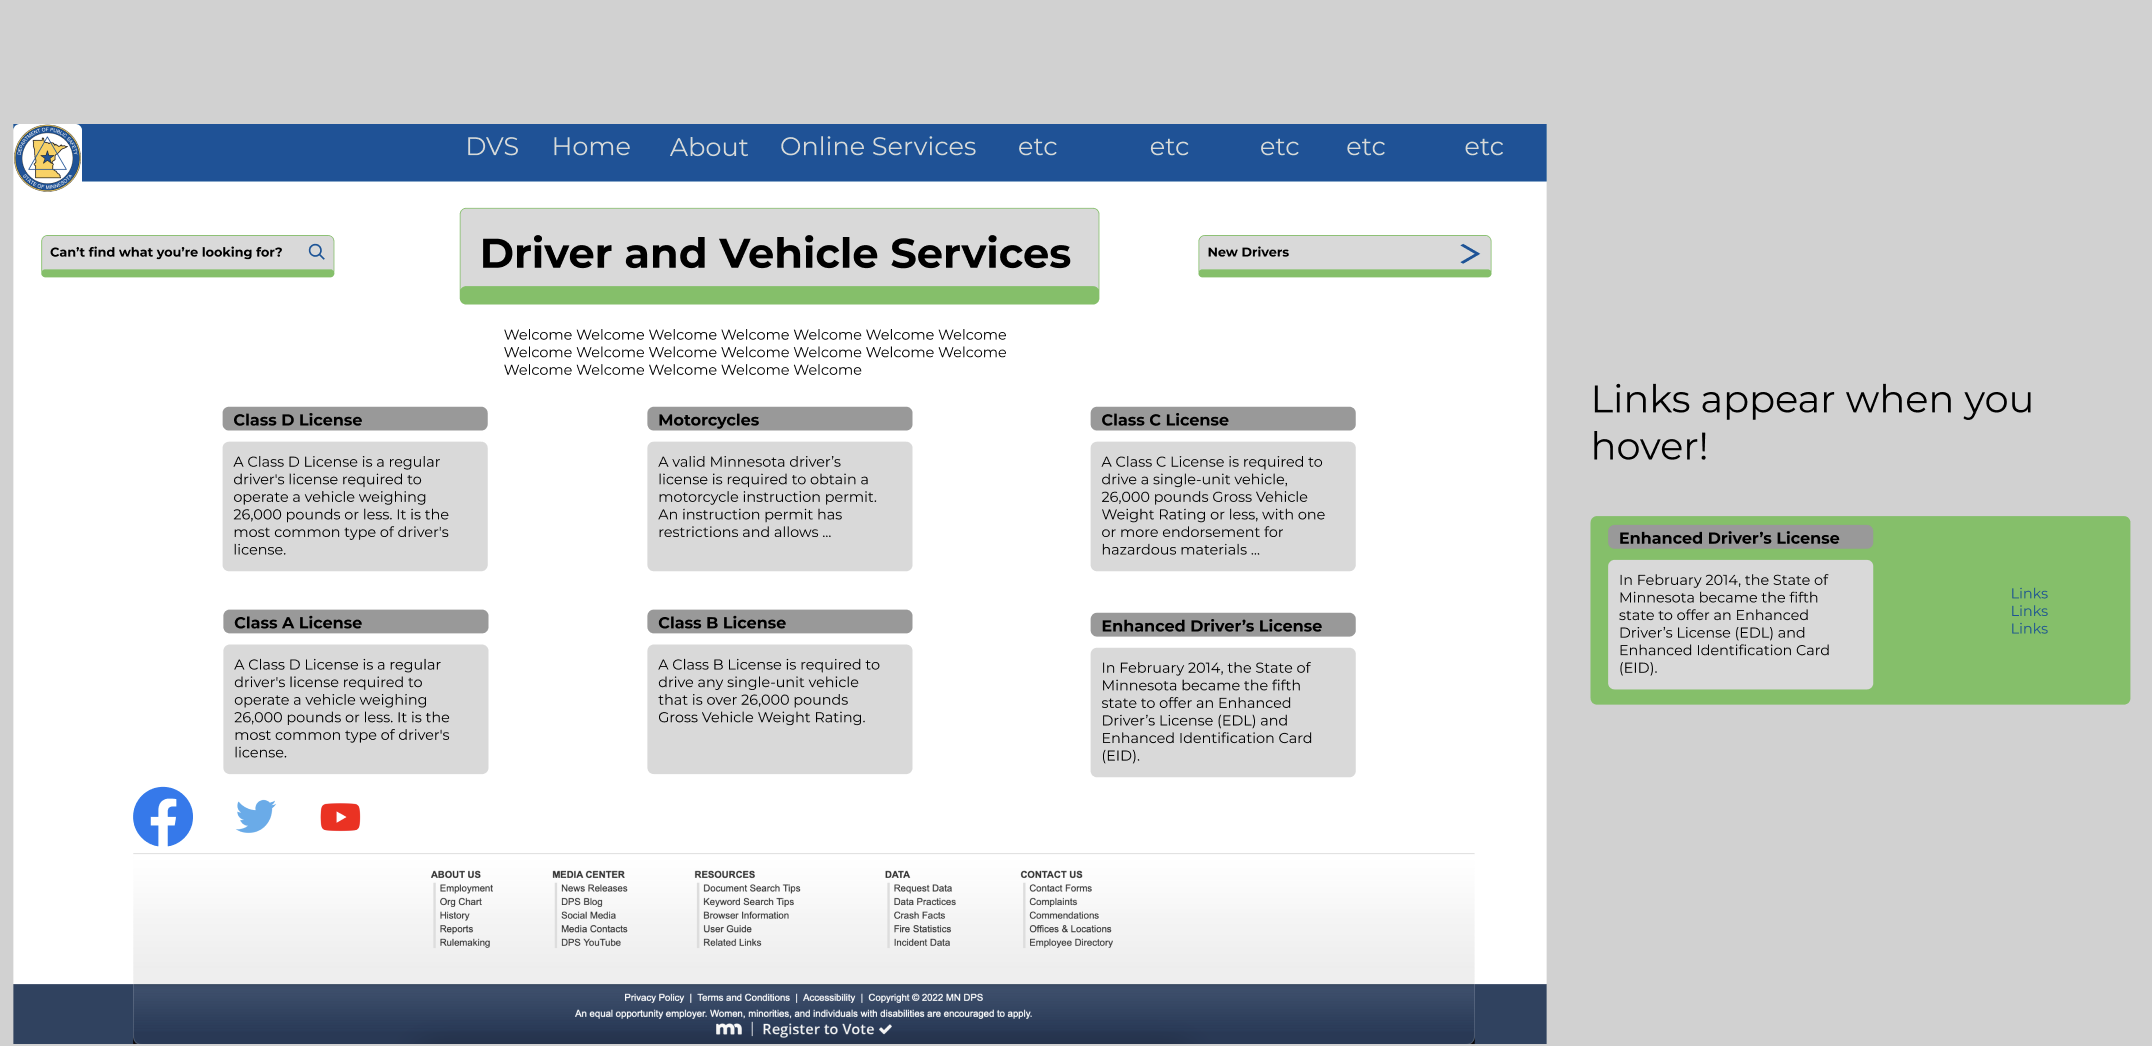 DEPARTMENT OF PUBLIC SAFETY
STATE OF MINNESOTA
DVS Home About Online Services etc etc etc etc etc
Can't find what you're looking for?
Driver and Vehicle Services
New Drivers
Welcome Welcome Welcome Welcome Welcome Welcome Welcome
Welcome Welcome Welcome Welcome Welcome Welcome Welcome
Welcome Welcome Welcome Welcome Welcome
Class D License
A Class D License is a regular
driver's license required to
operate a vehicle weighing
26,000 pounds or less. It is the
most common type of driver's
license.
Motorcycles
A valid Minnesota driver's
license is required to obtain a
motorcycle instruction permit.
An instruction permit has
restrictions and allows ...
Class C License
A Class C License is required to
drive a single-unit vehicle,
26,000 pounds Gross Vehicle
Weight Rating or less, with one
or more endorsement for
hazardous materials ...
Class A License
A Class D License is a regular
driver's license required to
operate a vehicle weighing
26,000 pounds or less. It is the
most common type of driver's
license.
Class B License
A Class B License is required to
drive any single-unit vehicle
that is over 26,000 pounds
Gross Vehicle Weight Rating.
Enhanced Driver's License
In February 2014, the State of
Minnesota became the fifth
state to offer an Enhanced
Driver's License (EDL) and
Enhanced Identification Card
(EID).
ABOUT US
Employment
Org Chart
History
Reports
Rulemaking
MEDIA CENTER
News Releases
DPS Blog
Social Media
Media Contacts
DPS YouTube
RESOURCES
Document Search Tips
Keyword Search Tips
Browser Information
User Guide
Related Links
DATA
Request Data
Data Practices
Crash Facts
Fire Statistics
Incident Data
CONTACT US
Contact Forms
Complaints
Commendations
Offices & Locations
Employee Directory
Privacy Policy | Terms and Conditions | Accessibility | Copyright © 2022 MN DPS
An equal opportunity employer. Women, minorities, and individuals with disabilities are encouraged to apply.
mn | Register to Vote ✔
Links appear when you
hover!
Enhanced Driver's License
In February 2014, the State of
Minnesota became the fifth
state to offer an Enhanced
Driver's License (EDL) and
Enhanced Identification Card
(EID).
Links
Links
Links